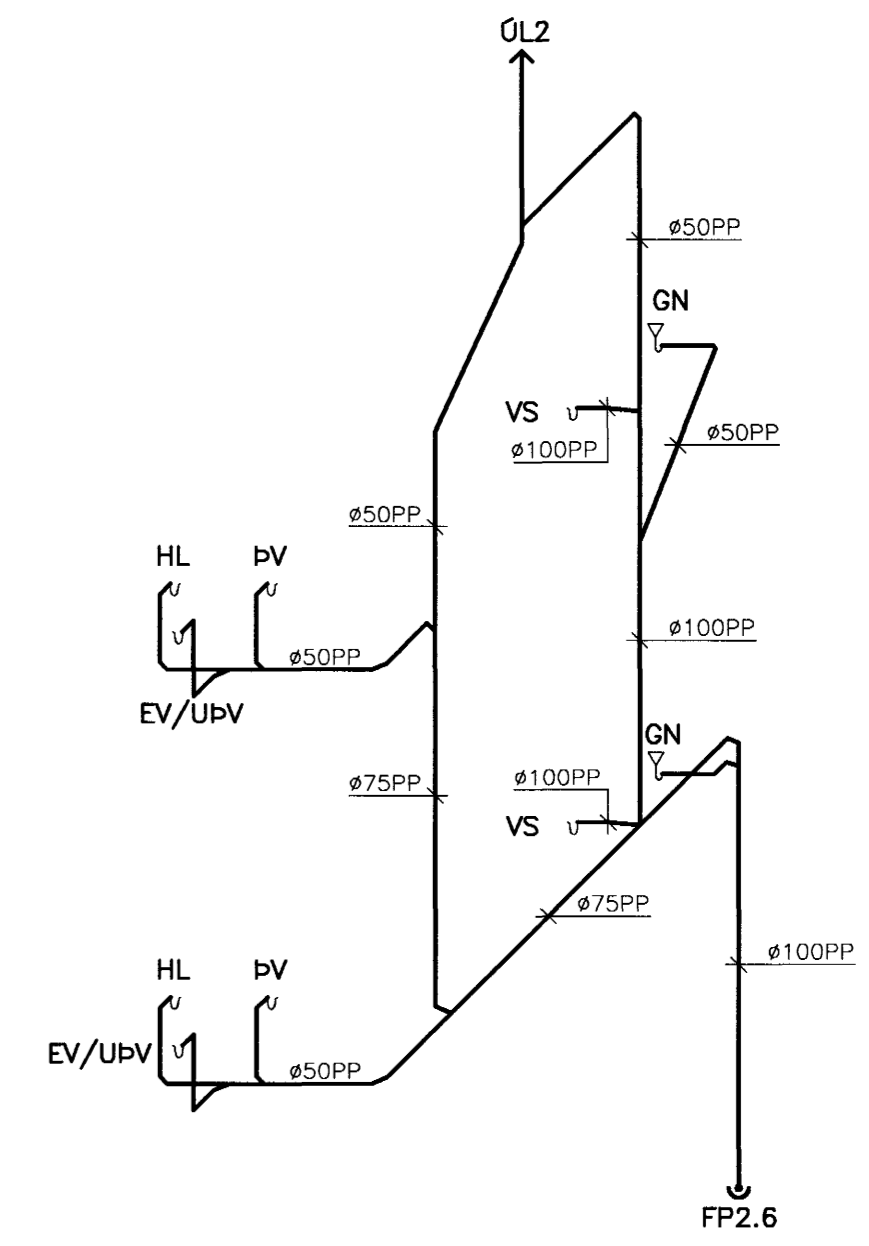 ÚL2
ø50PP
GN
VS
ø100PP
ø50PP
ø50PP
HL
ÞV
ø50PP
ø100PP
EV/UÞV
GN
ø75PP
ø100PP
VS
ø75PP
HL
ÞV
ø100PP
EV/UÞV
ø50PP
FP2.6